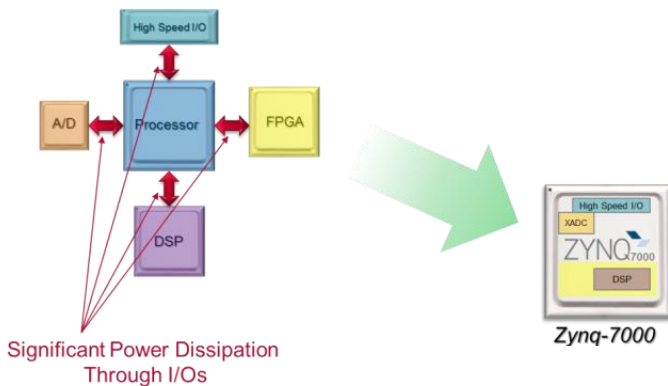 High Speed I/O
A/D
Processor
FPGA
DSP
Significant Power Dissipation
Through I/Os
High Speed I/O
XADC
ZYNQ
7000
DSP
Zynq-7000